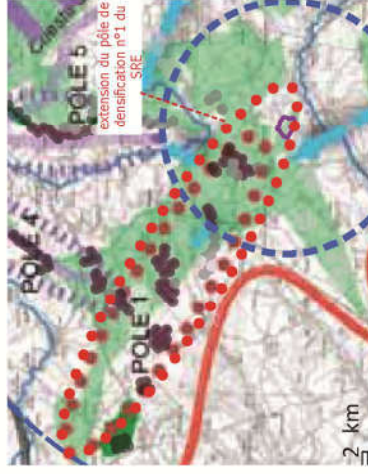 POLE 5
extension du pôle de
densification n°1 du
SRE
POLE 4
POLE 1
2 km